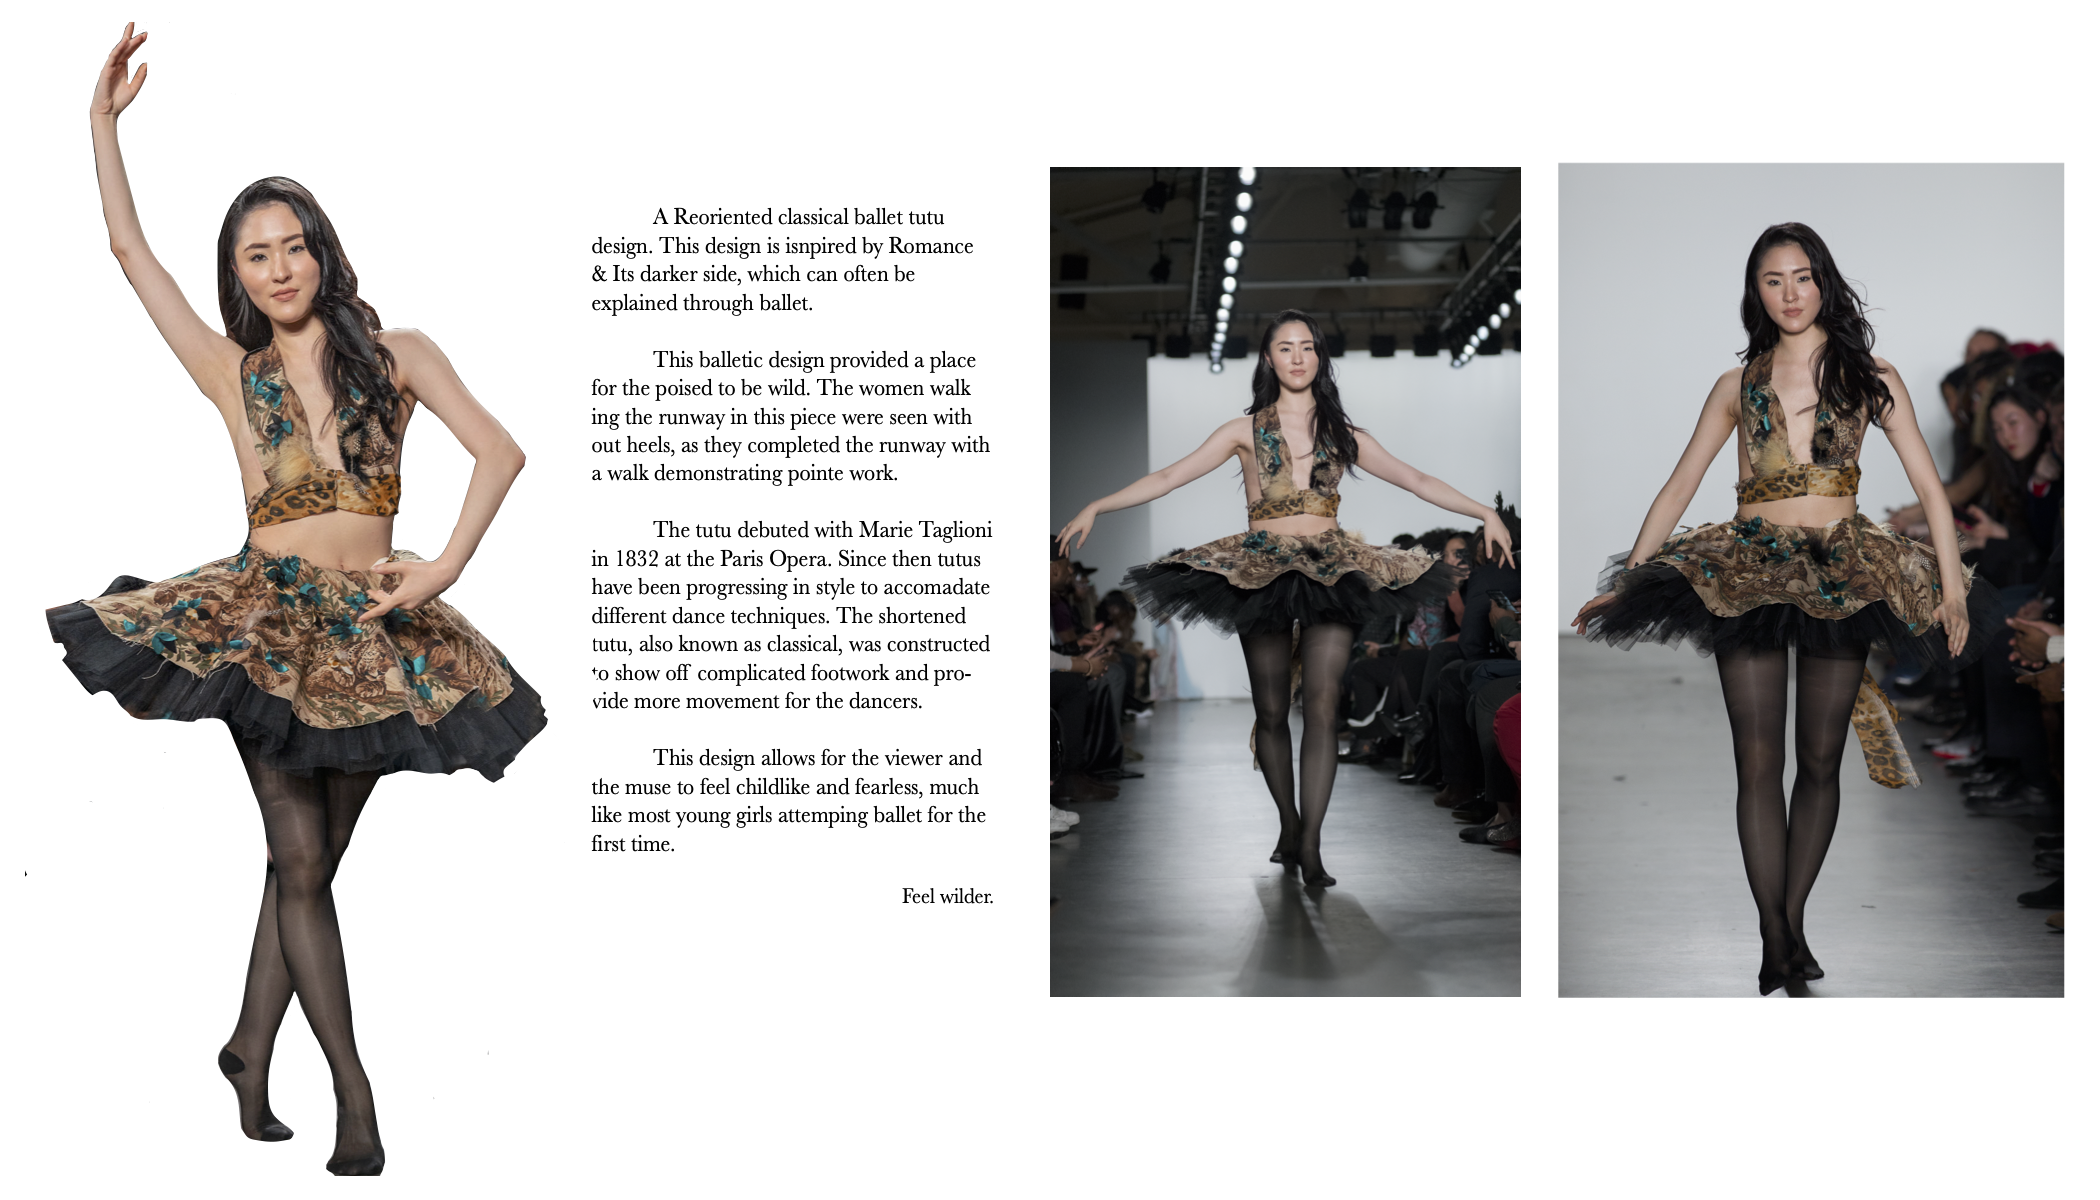 A Reoriented classical ballet tutu
design. This design is isnpired by Romance
& Its darker side, which can often be
explained through ballet.
This balletic design provided a place
for the poised to be wild. The women walk
ing the runway in this piece were seen with
out heels, as they completed the runway with
a walk demonstrating pointe work.
The tutu debuted with Marie Taglioni
in 1832 at the Paris Opera. Since then tutus
have been progressing in style to accomadate
different dance techniques. The shortened
tutu, also known as classical, was constructed
to show off complicated footwork and pro-
vide more movement for the dancers.
This design allows for the viewer and
the muse to feel childlike and fearless, much
like most young girls attemping ballet for the
first time.
Feel wilder.